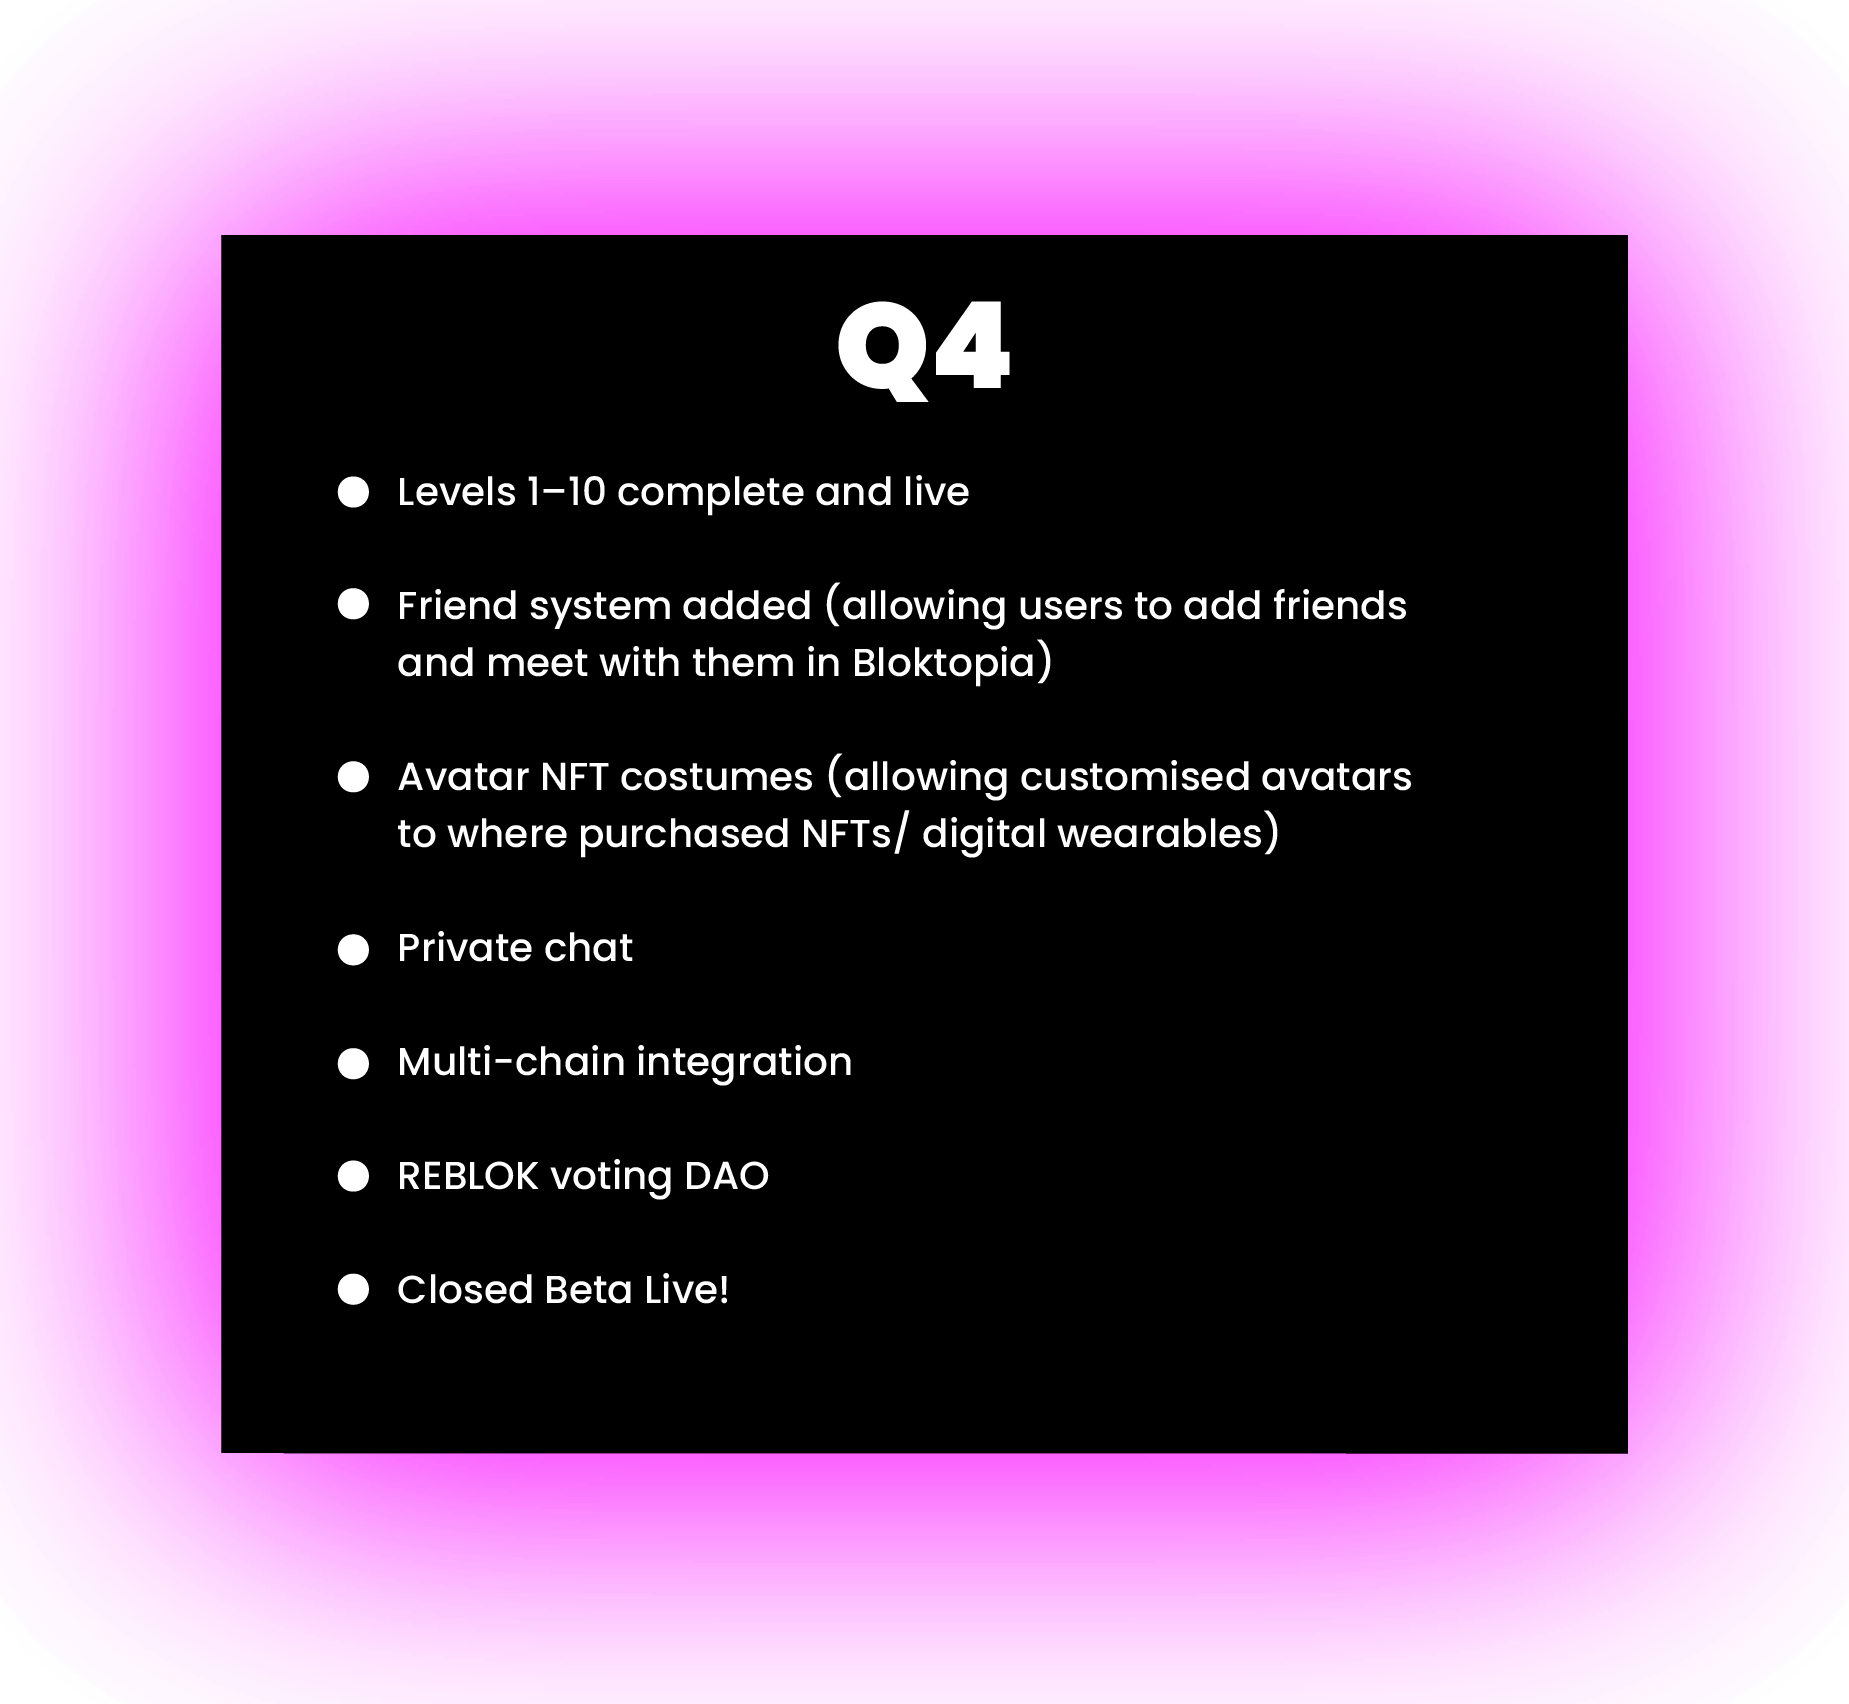 Q4
Levels 1–10 complete and live
Friend system added (allowing users to add friends
and meet with them in Bloktopia)
Avatar NFT costumes (allowing customised avatars
to where purchased NFTs/ digital wearables)
Private chat
Multi-chain integration
REBLOK voting DAO
Closed Beta Live!